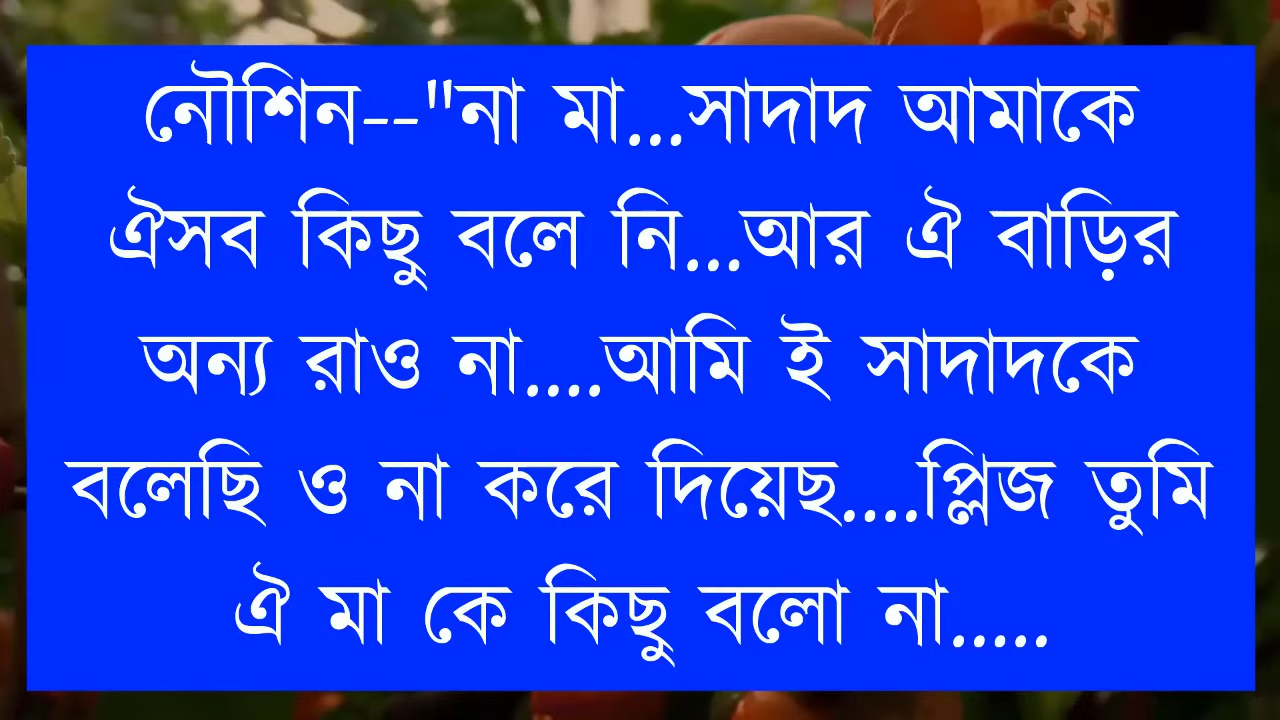 নৌশিন--"না মা...সাদাদ আমাকে
ঐসব কিছু বলে নি...আর ঐ বাড়ির
অন্য রাও না....আমি ই সাদাদকে
বলেছি ও না করে দিয়েছ....প্লিজ তুমি
ঐ মা কে কিছু বলো না.....